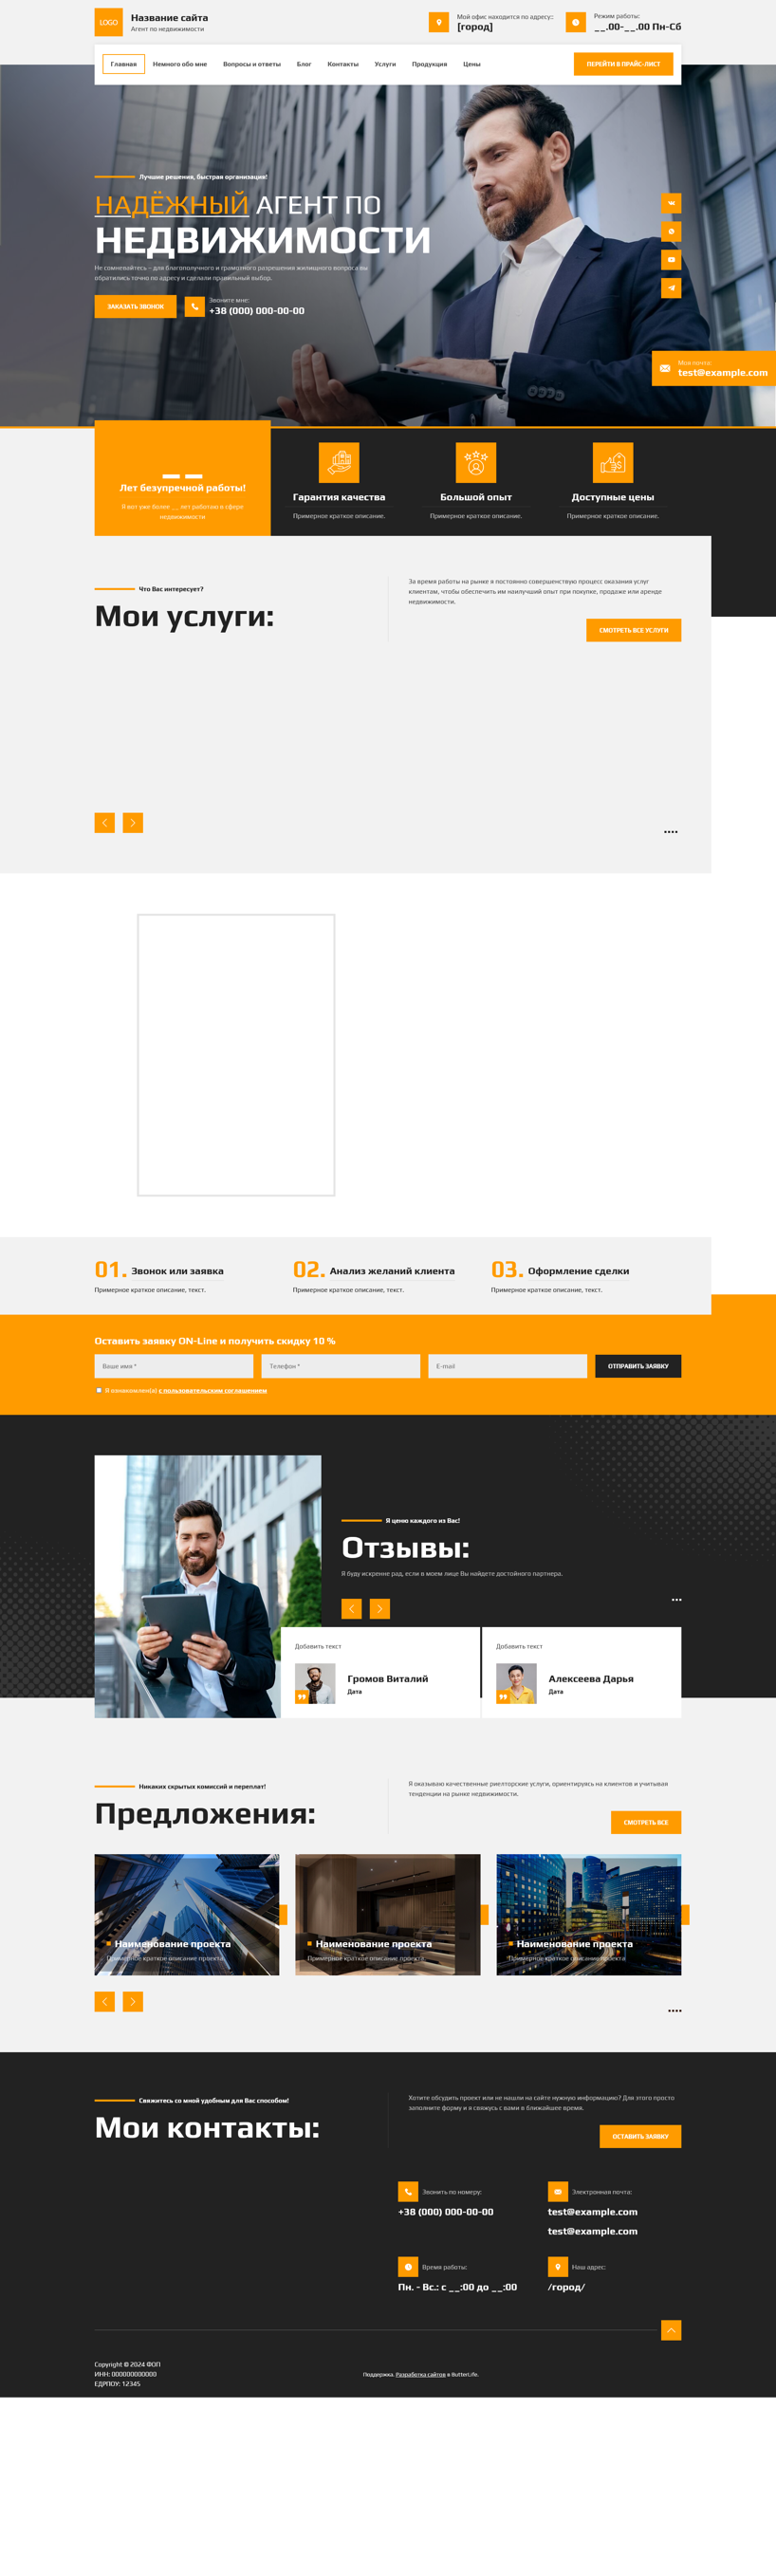 LOGO
Название сайта
Агент по недвижимости
Мой офис находится по адресу::
[город]
Режим работы:
__.00-__.00 Пн-Сб
Главная
Немного обо мне
Вопросы и ответы
Блог
Контакты
Услуги
Продукция
Цены
ПЕРЕЙТИ В ПРАЙС-ЛИСТ
Лучшие решения, быстрая организация!
НАДЁЖНЫЙ АГЕНТ ПО
НЕДВИЖИМОСТИ
Не сомневайтесь – для благополучного и грамотного разрешения жилищного вопроса вы
обратились точно по адресу и сделали правильный выбор.
ЗАКАЗАТЬ ЗВОНОК
Звоните мне:
+38 (000) 000-00-00
Моя почта:
test@example.com
__
Лет безупречной работы!
Я вот уже более __ лет работаю в сфере
недвижимости
Гарантия качества
Примерное краткое описание.
Большой опыт
Примерное краткое описание.
Доступные цены
Примерное краткое описание.
Что Вас интересует?
Мои услуги:
За время работы на рынке я постоянно совершенствую процесс оказания услуг
клиентам, чтобы обеспечить им наилучший опыт при покупке, продаже или аренде
недвижимости.
СМОТРЕТЬ ВСЕ УСЛУГИ
01. Звонок или заявка
Примерное краткое описание, текст.
02. Анализ желаний клиента
Примерное краткое описание, текст.
03. Оформление сделки
Примерное краткое описание, текст.
Оставить заявку ON-Line и получить скидку 10 %
Ваше имя *
Телефон *
E-mail
ОТПРАВИТЬ ЗАЯВКУ
Я ознакомлен(а) с пользовательским соглашением
Я ценю каждого из Вас!
Отзывы:
Я буду искренне рад, если в моем лице Вы найдете достойного партнера.
Добавить текст
Громов Виталий
Дата
Добавить текст
Алексеева Дарья
Дата
Никаких скрытых комиссий и переплат!
Предложения:
Я оказываю качественные риелторские услуги, ориентируясь на клиентов и учитывая
тенденции на рынке недвижимости.
СМОТРЕТЬ ВСЕ
Наименование проекта
Примерное краткое описание проекта.
Наименование проекта
Примерное краткое описание проекта.
Наименование проекта
Примерное краткое описание проекта.
Свяжитесь со мной удобным для Вас способом!
Мои контакты:
Хотите обсудить проект или не нашли на сайте нужную информацию? Для этого просто
заполните форму и я свяжусь с вами в ближайшее время.
ОСТАВИТЬ ЗАЯВКУ
Звонить по номеру:
+38 (000) 000-00-00
Электронная почта:
test@example.com
test@example.com
Время работы:
Пн. - Вс.: с __:00 до __:00
Наш адрес:
/город/
Copyright © 2024 ФОП
ИНН: 000000000000
ЕДРПОУ: 12345
Поддержка. Разработка сайтов в ButterLife.